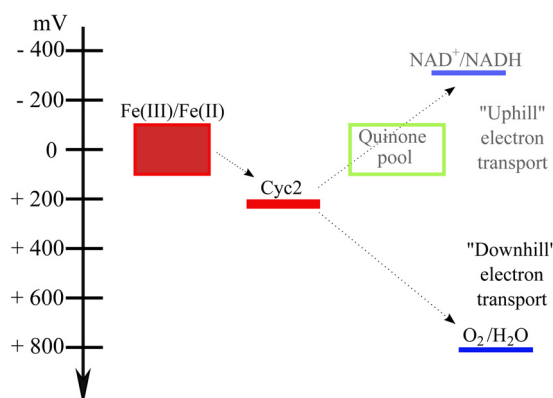 mV
- 400
- 200
0
+ 200
+ 400
+ 600
+ 800
Fe(III)/Fe(II)
Cyc2
Quinone
pool
NAD⁺/NADH
"Uphill"
electron
transport
"Downhill"
electron
transport
O₂/H₂O